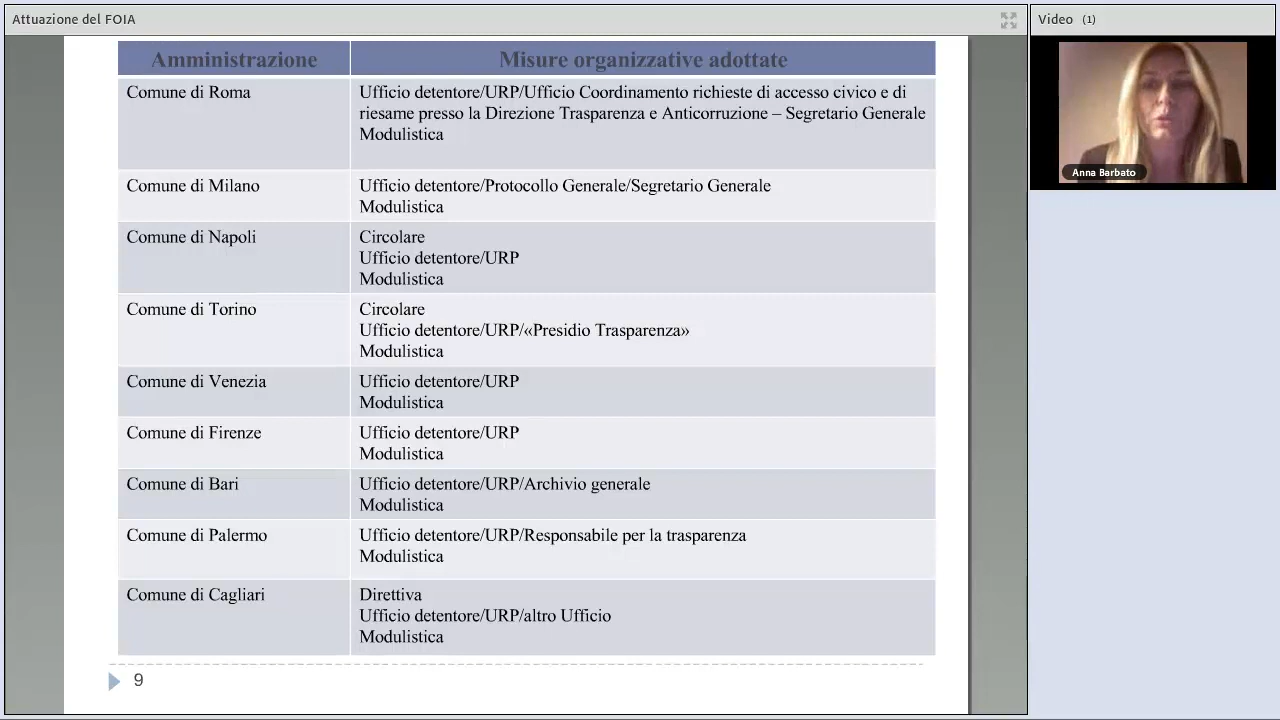 Attuazione del FOIA
Video (1)
Anna Barbato
Amministrazione
Misure organizzative adottate
Comune di Roma
Ufficio detentore/URP/Ufficio Coordinamento richieste di accesso civico e di
riesame presso la Direzione Trasparenza e Anticorruzione – Segretario Generale
Modulistica
Comune di Milano
Ufficio detentore/Protocollo Generale/Segretario Generale
Modulistica
Comune di Napoli
Circolare
Ufficio detentore/URP
Modulistica
Comune di Torino
Circolare
Ufficio detentore/URP/«Presidio Trasparenza»
Modulistica
Comune di Venezia
Ufficio detentore/URP
Modulistica
Comune di Firenze
Ufficio detentore/URP
Modulistica
Comune di Bari
Ufficio detentore/URP/Archivio generale
Modulistica
Comune di Palermo
Ufficio detentore/URP/Responsabile per la trasparenza
Modulistica
Comune di Cagliari
Direttiva
Ufficio detentore/URP/altro Ufficio
Modulistica
9